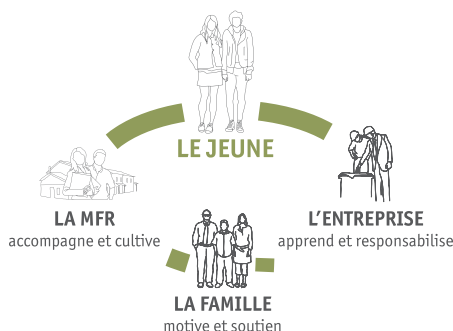 LE JEUNE
LA MFR
accompagne et cultive
L'ENTREPRISE
apprend et responsabilise
LA FAMILLE
motive et soutien